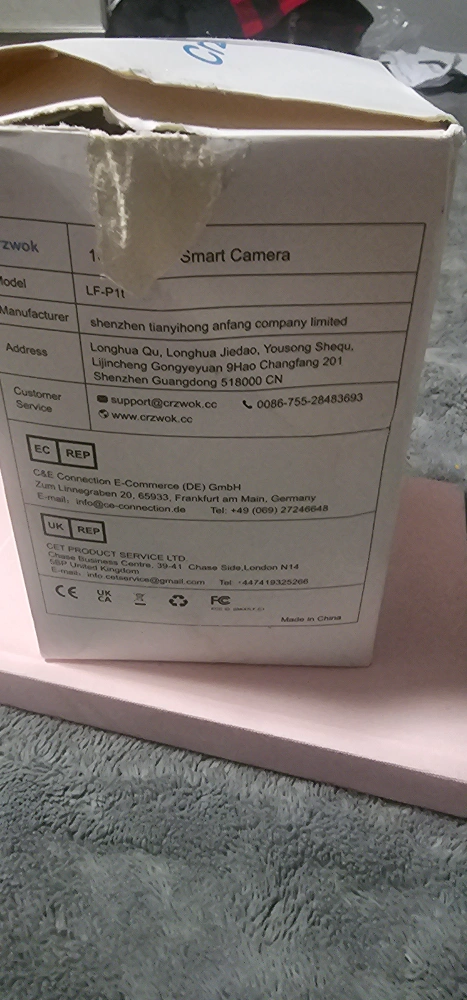 Crz
rzwok
Smart Camera
Model
LF-P1t
Manufacturer
shenzhen tianyihong anfang company limited
Address
Longhua Qu, Longhua Jiedao, Yousong Shequ,
Lijincheng Gongyeyuan 9Hao Changfang 201
Shenzhen Guangdong 518000 CN
Customer
Service
support@crzwok.cc 0086-755-28483693
www.crzwok.cc
EC REP
C&E Connection E-Commerce (DE) GmbH
Zum Linnegraben 20, 65933, Frankfurt am Main, Germany
E-mail: info@ce-connection.de Tel: +49 (069) 27246648
UK REP
CET PRODUCT SERVICE LTD.
Chase Business Centre, 39-41 Chase Side,London N14
5BP United Kingdom
E-mail: info.cetservice@gmail.com Tel: +447419325266
CE UK CA FC
Made in China